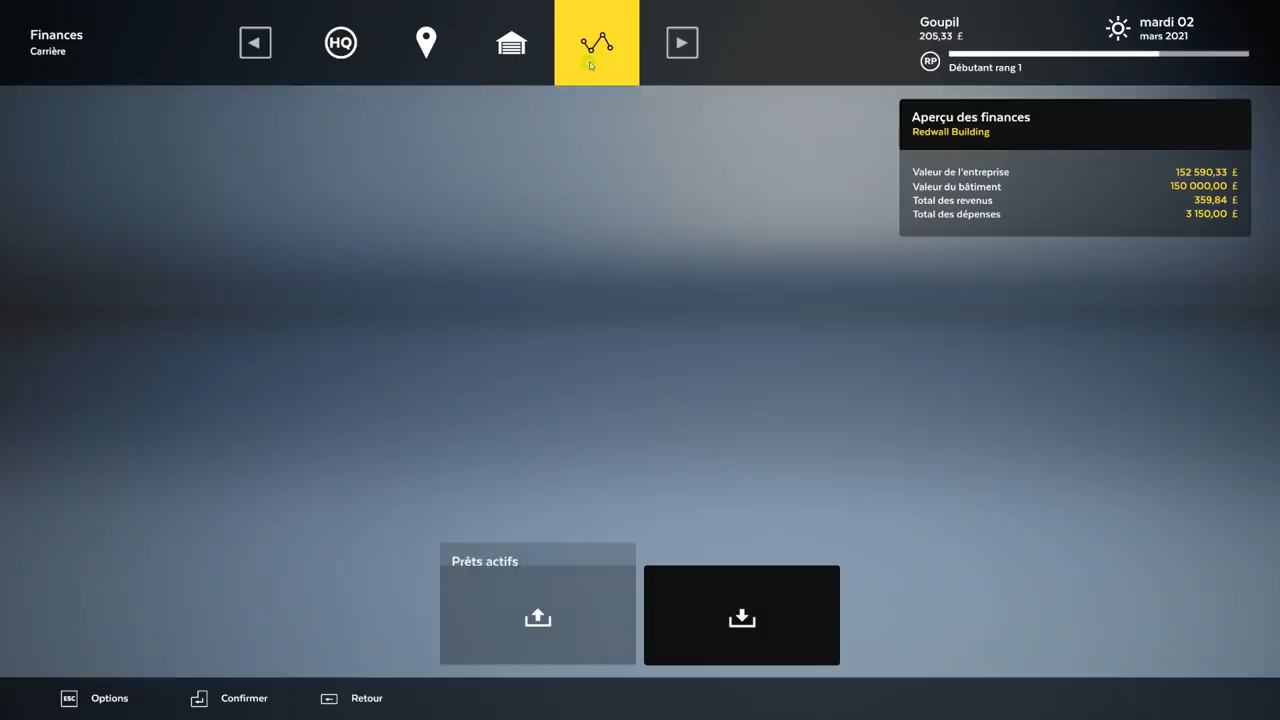 Finances
Carrière
HQ
Goupil
205,33 £
mardi 02
mars 2021
RP
Débutant rang 1
Aperçu des finances
Redwall Building
Valeur de l'entreprise 152 590,33 £
Valeur du bâtiment 150 000,00 £
Total des revenus 359,84 £
Total des dépenses 3 150,00 £
Prêts actifs
ESC Options Confirmer Retour